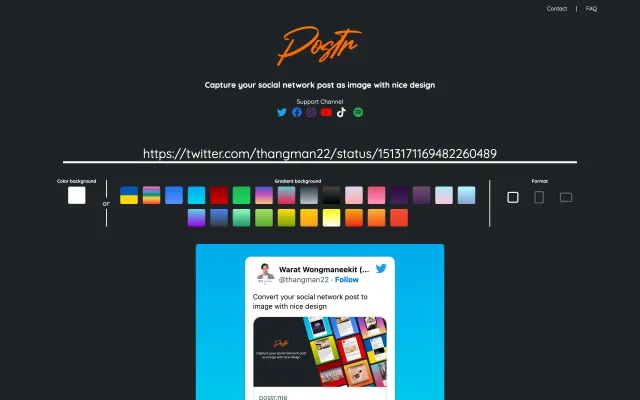 Contact | FAQ
Postr
Capture your social network post as image with nice design
Support Channel
https://twitter.com/thangman22/status/1513171169482260489
Color background
Gradient background
Format
or
Warat Wongmaneekit (...
@thangman22 · Follow
Convert your social network post to
image with nice design
Postr
Capture your social network post
as image with nice design
postr.me